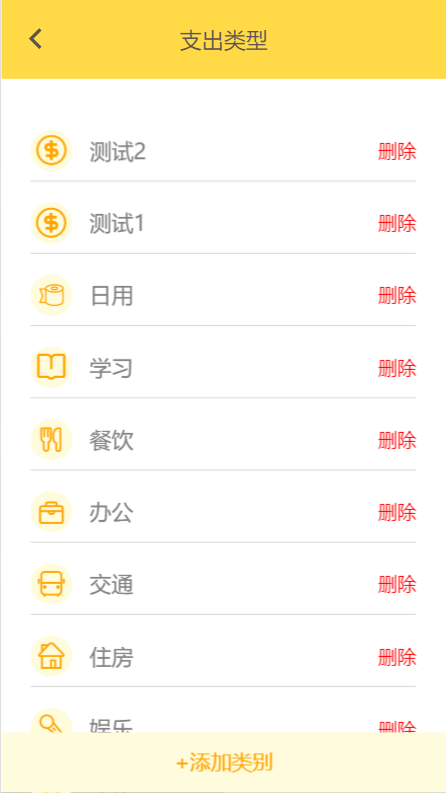 支出类型
测试2 删除
测试1 删除
日用 删除
学习 删除
餐饮 删除
办公 删除
交通 删除
住房 删除
娱乐 删除
+添加类别